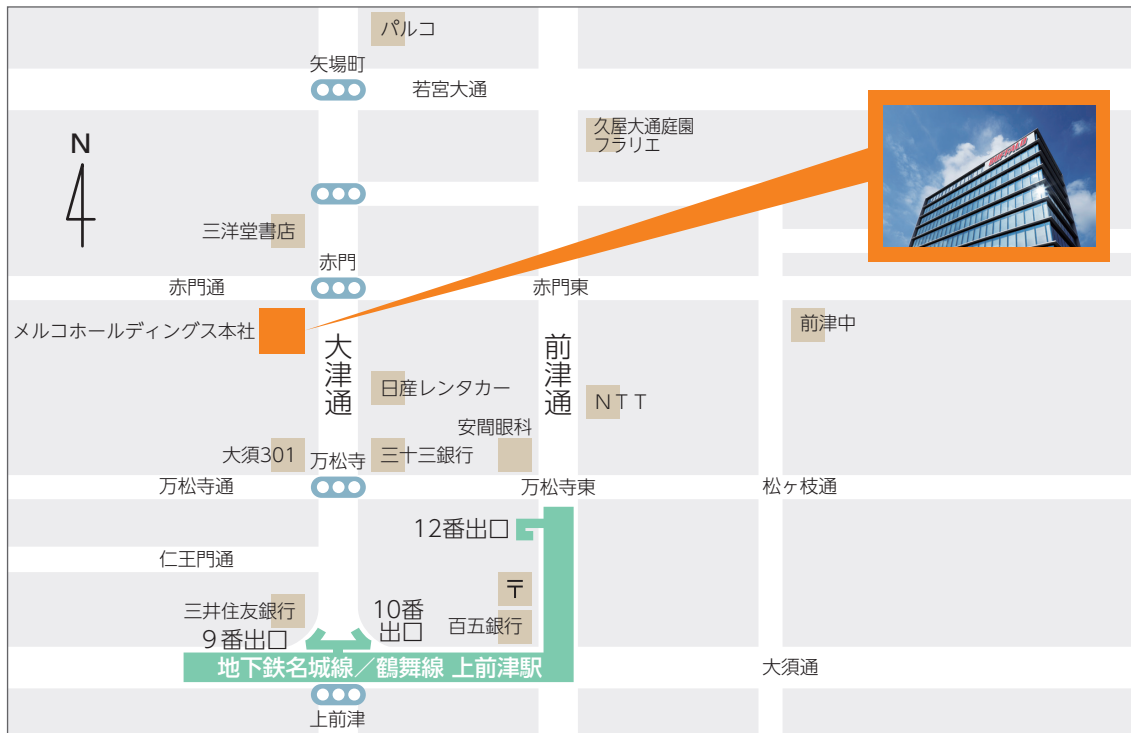 パルコ
矢場町
若宮大通
久屋大通庭園
フラリエ
N
BUFFALO
三洋堂書店
赤門
赤門通
赤門東
メルコホールディングス本社
前津中
大津通
前津通
日産レンタカー
NTT
安間眼科
大須301
万松寺
三十三銀行
万松寺通
万松寺東
松ヶ枝通
12番出口
仁王門通
〒
三井住友銀行
10番
出口
百五銀行
9番出口
地下鉄名城線／鶴舞線 上前津駅
大須通
上前津